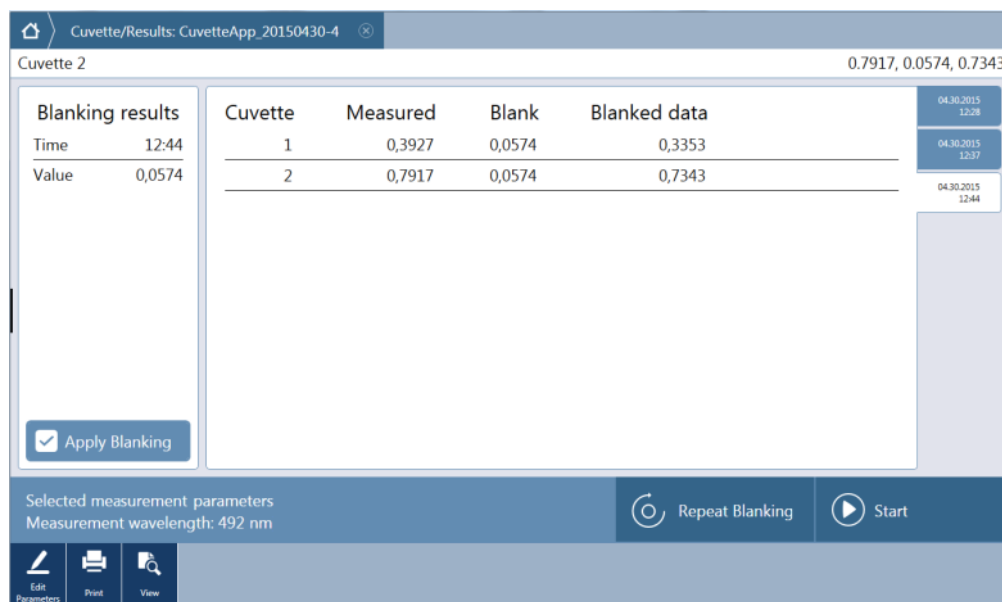 Cuvette/Results: CuvetteApp_20150430-4
Cuvette 2 0.7917, 0.0574, 0.7343
Blanking results
Time 12:44
Value 0,0574
Apply Blanking
Cuvette Measured Blank Blanked data
1 0,3927 0,0574 0,3353
2 0,7917 0,0574 0,7343
04.30.2015
12:28
04.30.2015
12:37
04.30.2015
12:44
Selected measurement parameters
Measurement wavelength: 492 nm
Repeat Blanking
Start
Edit
Parameters
Print
View